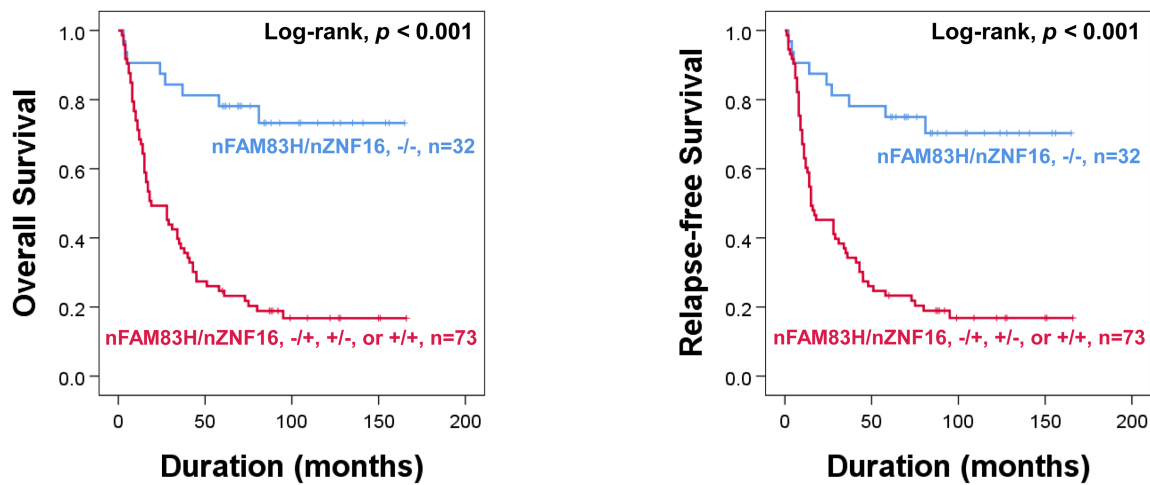 Log-rank, p < 0.001
1.0
0.8
0.6
0.4
0.2
0.0
Overall Survival
nFAM83H/nZNF16, -/-, n=32
nFAM83H/nZNF16, -/+, +/-, or +/+, n=73
0 50 100 150 200
Duration (months)
Log-rank, p < 0.001
1.0
0.8
0.6
0.4
0.2
0.0
Relapse-free Survival
nFAM83H/nZNF16, -/-, n=32
nFAM83H/nZNF16, -/+, +/-, or +/+, n=73
0 50 100 150 200
Duration (months)